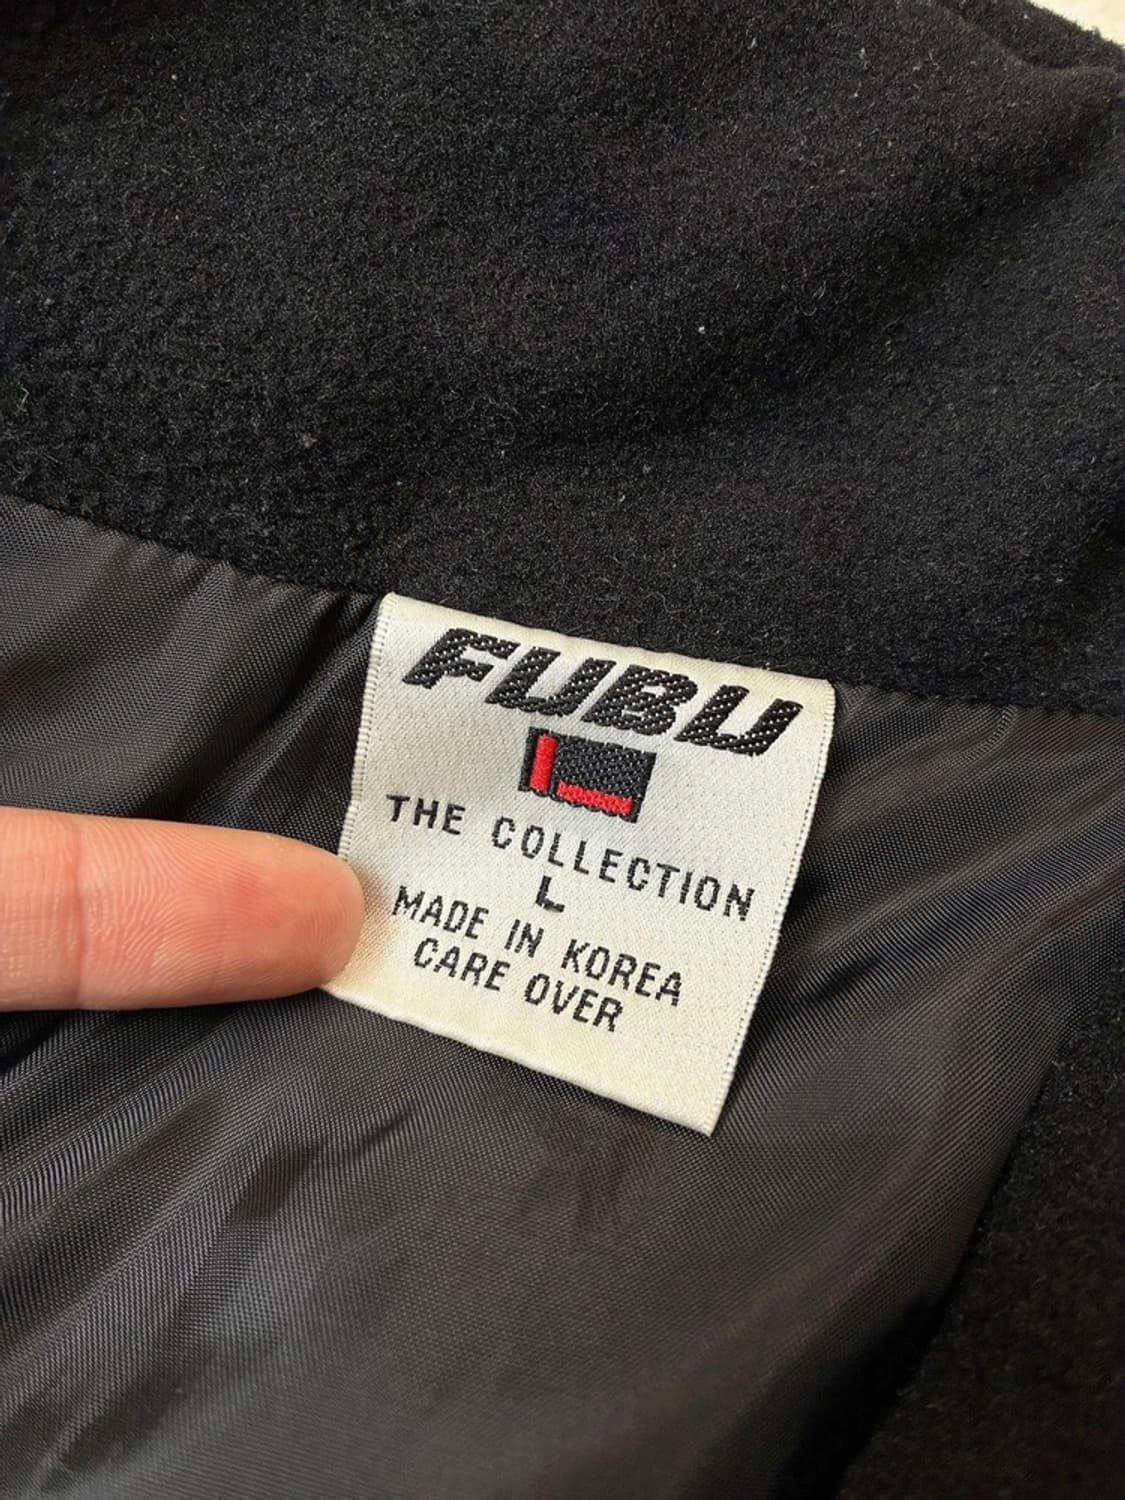 FUBU
THE COLLECTION
L
MADE IN KOREA
CARE OVER